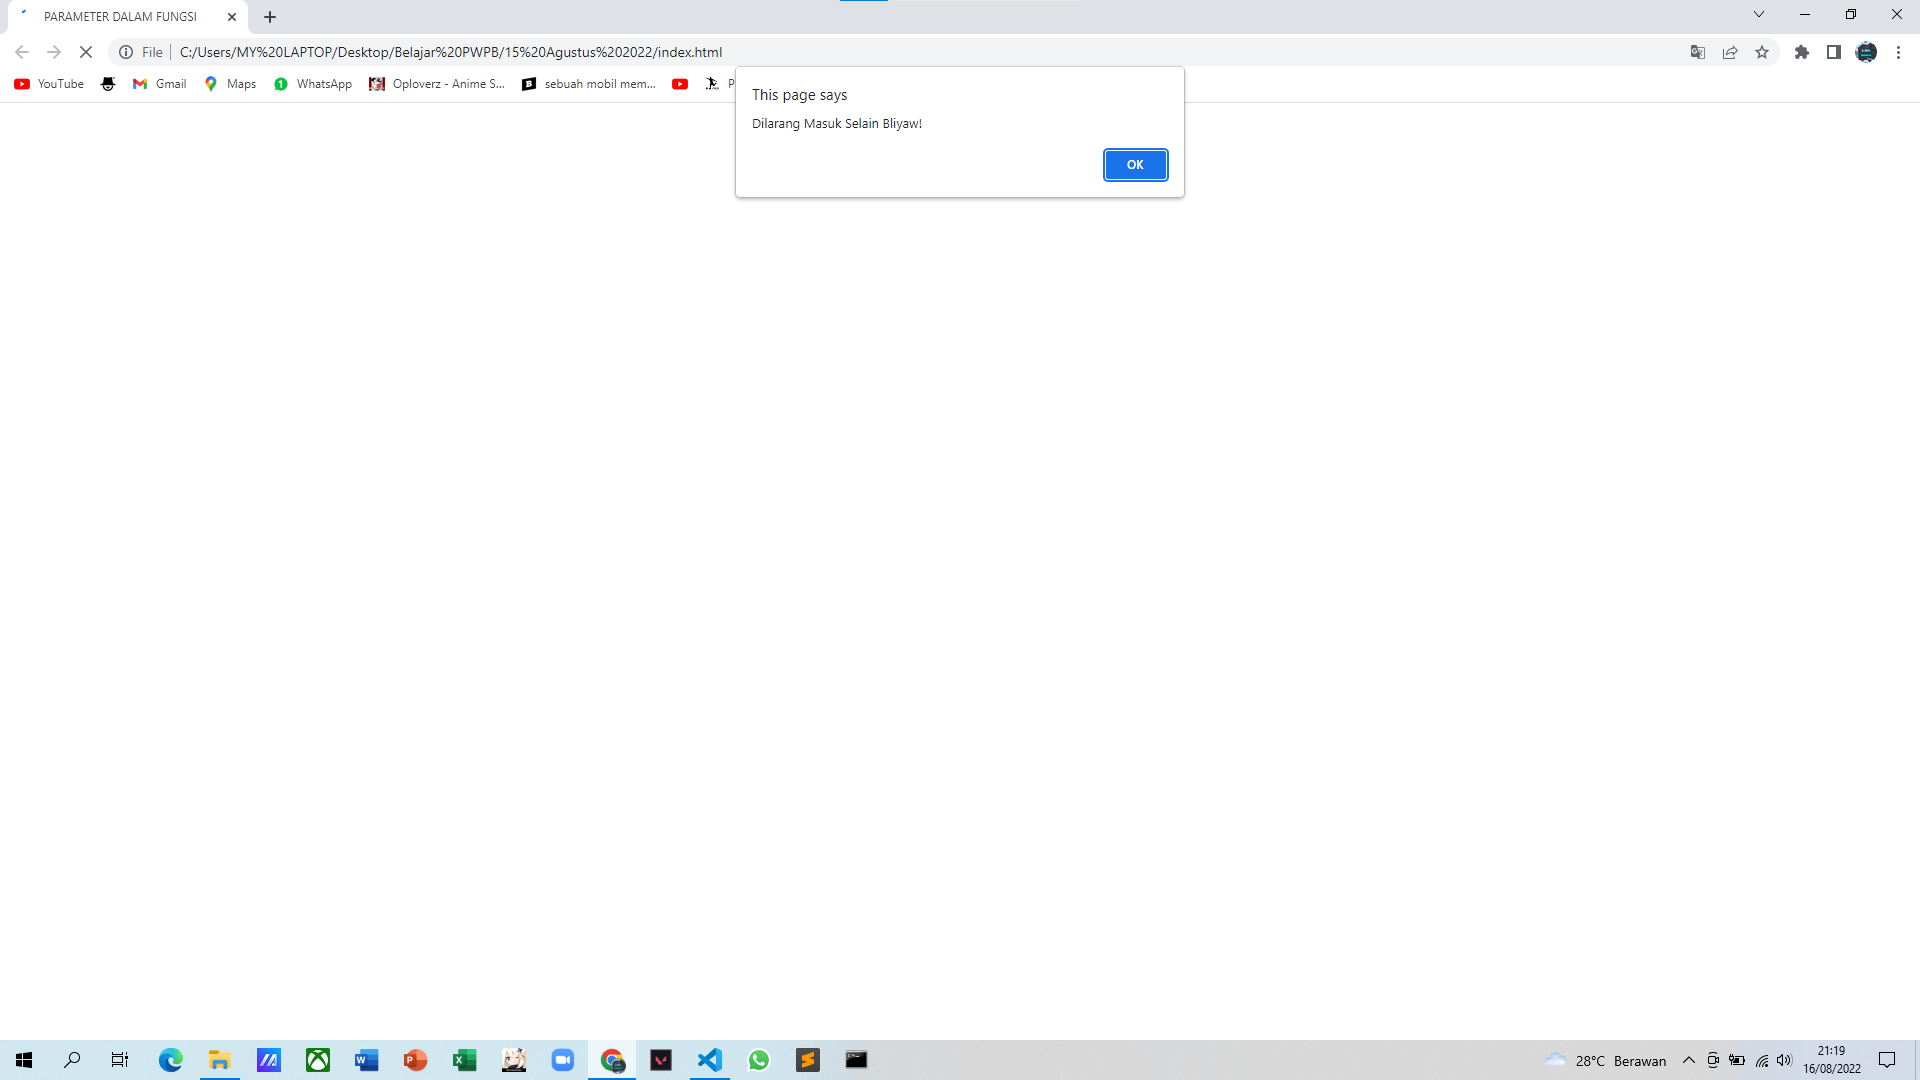 PARAMETER DALAM FUNGSI
File
C:/Users/MY%20LAPTOP/Desktop/Belajar%20PWPB/15%20Agustus%202022/index.html
YouTube
Gmail
Maps
WhatsApp
Oploverz - Anime S...
sebuah mobil mem...
P
This page says
Dilarang Masuk Selain Bliyaw!
OK
28°C Berawan
21:19
16/08/2022